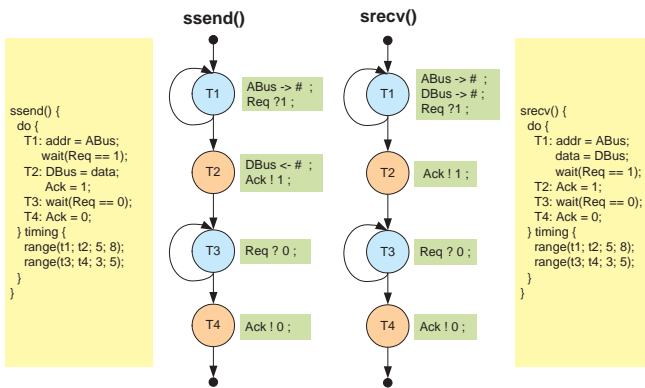 ssend()
srecv()
ssend() {
do {
T1: addr = ABus;
wait(Req == 1);
T2: DBus = data;
Ack = 1;
T3: wait(Req == 0);
T4: Ack = 0;
} timing {
range(t1; t2; 5; 8);
range(t3; t4; 3; 5);
}
}
T1
ABus -> # ;
Req ?1 ;
T2
DBus <- # ;
Ack ! 1 ;
T3
Req ? 0 ;
T4
Ack ! 0 ;
T1
ABus -> # ;
DBus -> # ;
Req ?1 ;
T2
Ack ! 1 ;
T3
Req ? 0 ;
T4
Ack ! 0 ;
srecv() {
do {
T1: addr = ABus;
data = DBus;
wait(Req == 1);
T2: Ack = 1;
T3: wait(Req == 0);
T4: Ack = 0;
} timing {
range(t1; t2; 5; 8);
range(t3; t4; 3; 5);
}
}